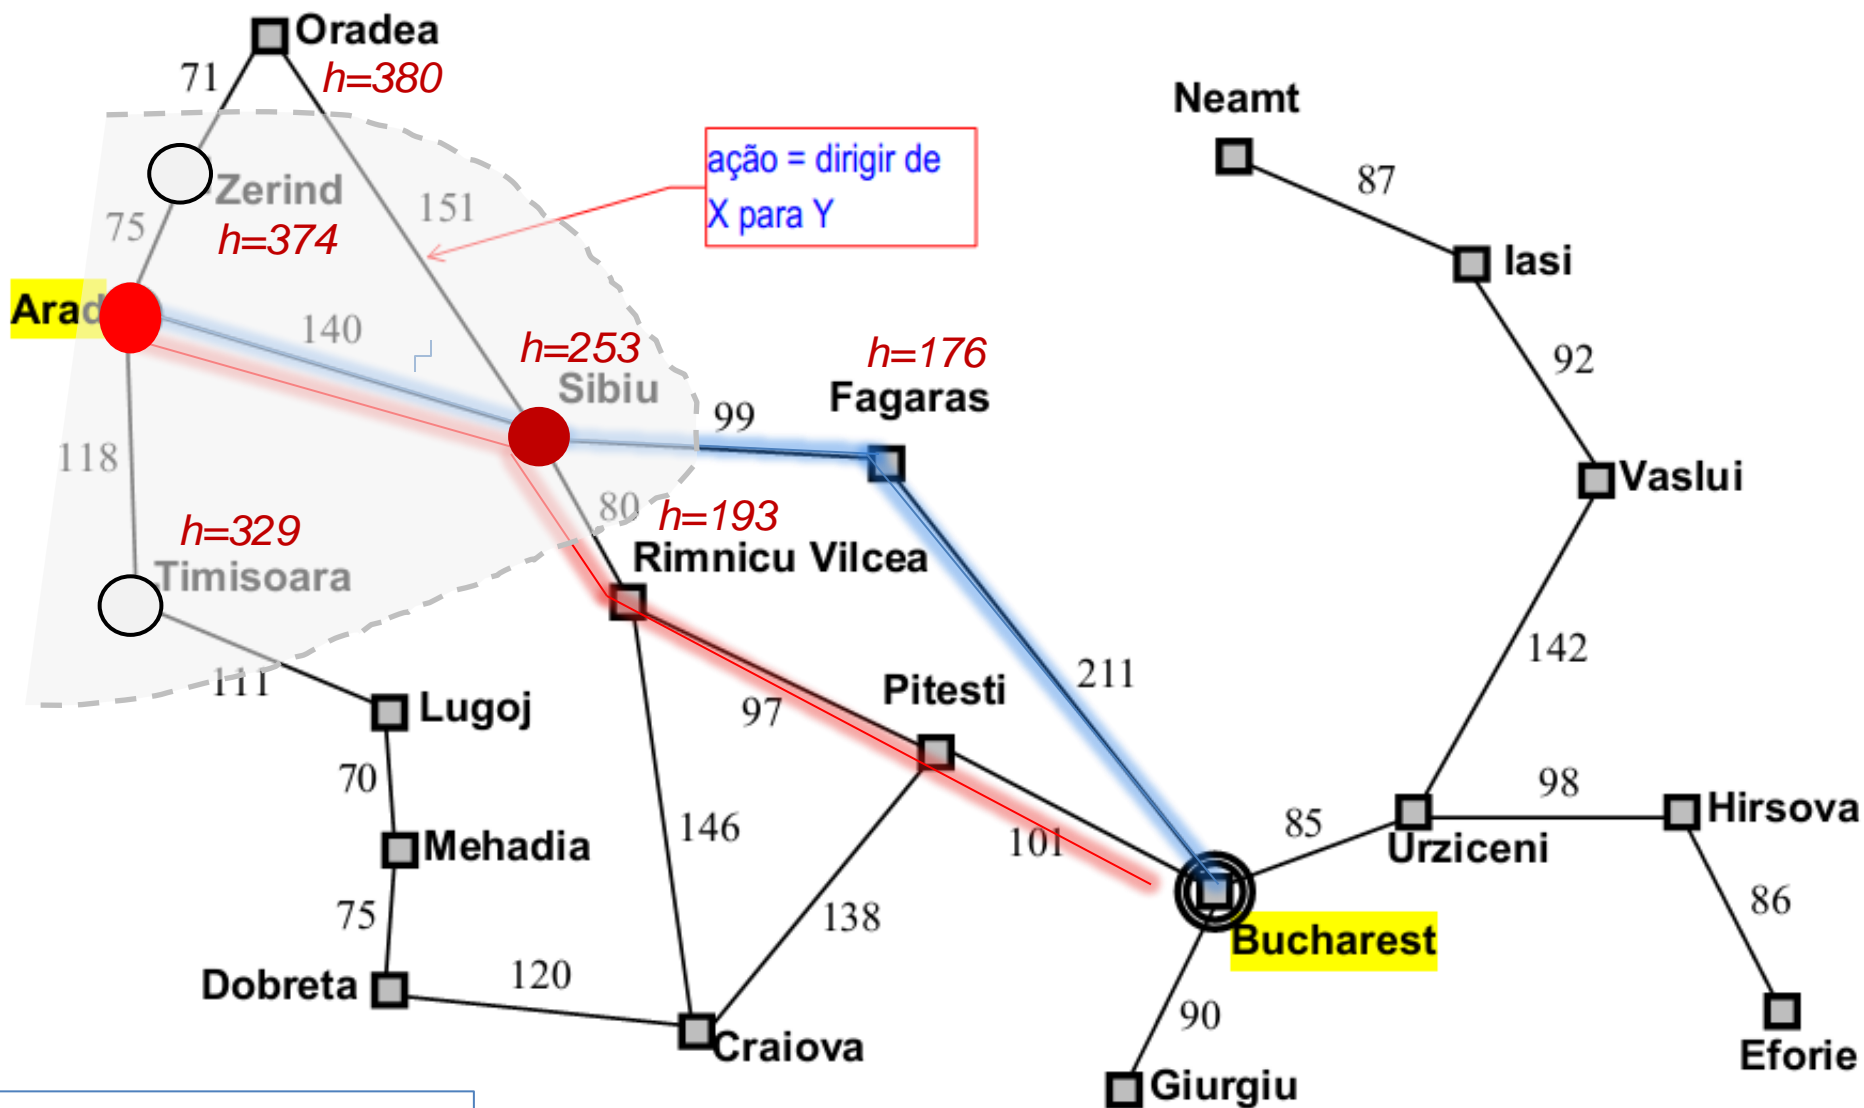 Oradea
71
h=380
Neamt
ação = dirigir de
X para Y
87
Zerind
151
75
h=374
Iasi
Arad
140
h=253
h=176
92
Sibiu
Fagaras
99
118
Vaslui
80
h=193
h=329
Rimnicu Vilcea
Timisoara
142
111
211
Pitesti
97
Lugoj
70
98
Hirsova
146
101
85
Mehadia
Urziceni
75
138
86
Bucharest
120
Dobreta
90
Craiova
Eforie
Giurgiu